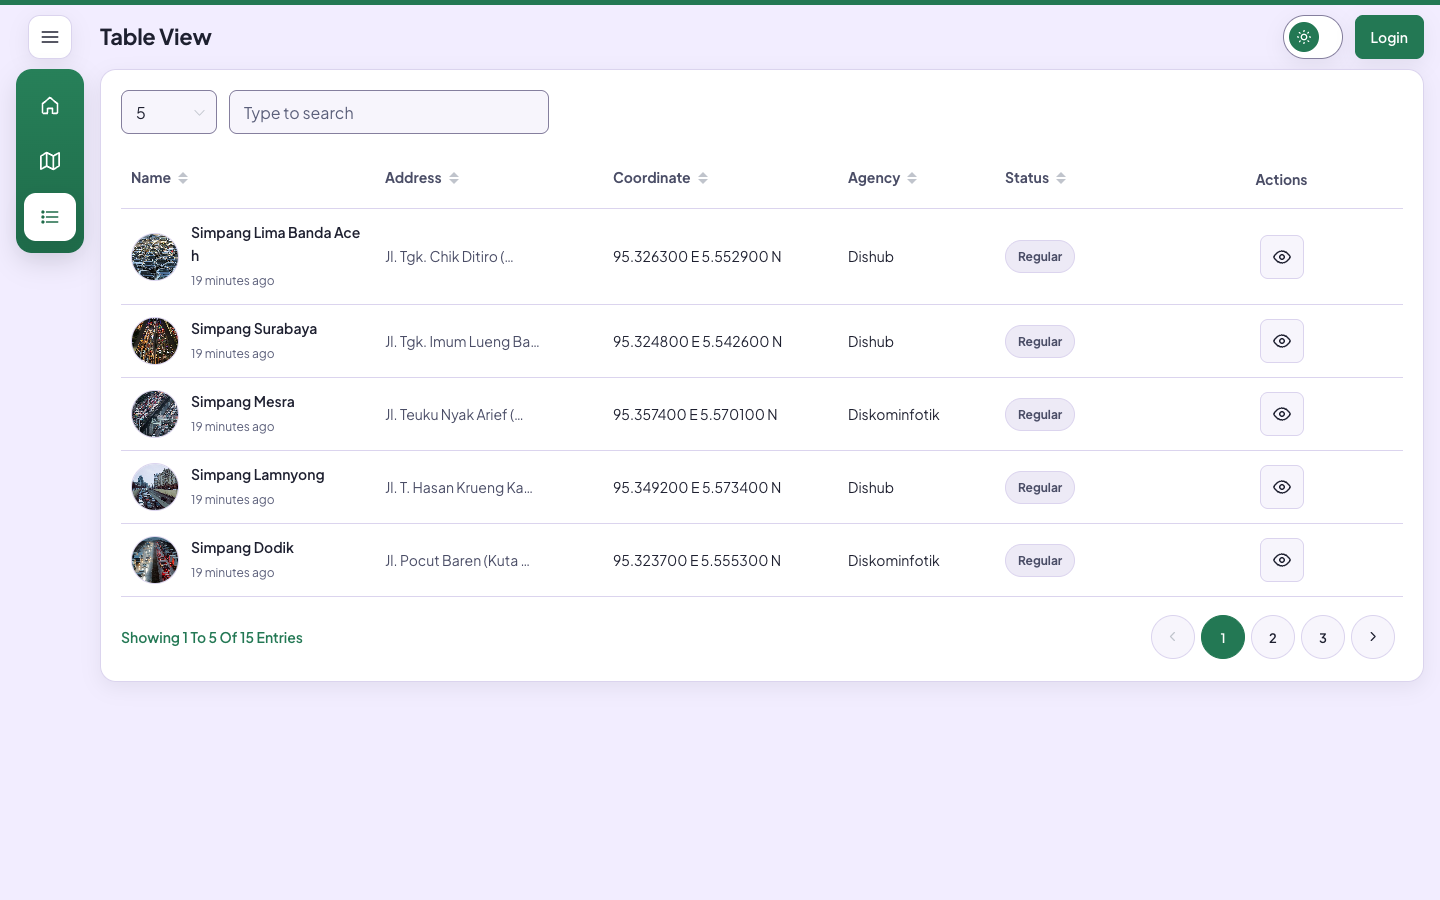 Table View
Login
5
Type to search
Name
Address
Coordinate
Agency
Status
Actions
Simpang Lima Banda Ace
h
19 minutes ago
Jl. Tgk. Chik Ditiro (...
95.326300 E 5.552900 N
Dishub
Regular
Simpang Surabaya
19 minutes ago
Jl. Tgk. Imum Lueng Ba...
95.324800 E 5.542600 N
Dishub
Regular
Simpang Mesra
19 minutes ago
Jl. Teuku Nyak Arief (...
95.357400 E 5.570100 N
Diskominfotik
Regular
Simpang Lamnyong
19 minutes ago
Jl. T. Hasan Krueng Ka...
95.349200 E 5.573400 N
Dishub
Regular
Simpang Dodik
19 minutes ago
Jl. Pocut Baren (Kuta ...
95.323700 E 5.555300 N
Diskominfotik
Regular
Showing 1 To 5 Of 15 Entries
1
2
3